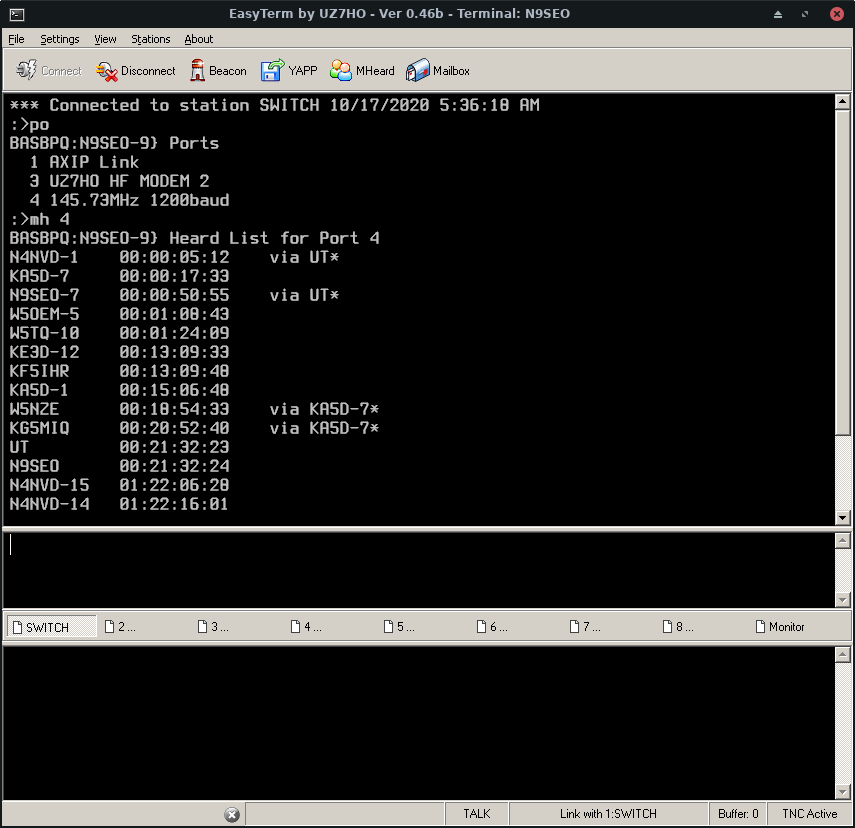 EasyTerm by UZ7HO - Ver 0.46b - Terminal: N9SEO
File Settings View Stations About
Connect Disconnect Beacon YAPP MHeard Mailbox
*** Connected to station SWITCH 10/17/2020 5:36:18 AM
:>po
BASBPQ:N9SEO-9} Ports
1 AXIP Link
3 UZ7HO HF MODEM 2
4 145.73MHz 1200baud
:>mh 4
BASBPQ:N9SEO-9} Heard List for Port 4
N4NVD-1 00:00:05:12 via UT*
KA5D-7 00:00:17:33
N9SEO-7 00:00:50:55 via UT*
W5OEM-5 00:01:08:43
W5TQ-10 00:01:24:09
KE3D-12 00:13:09:33
KF5IHR 00:13:09:48
KA5D-1 00:15:06:48
W5NZE 00:18:54:33 via KA5D-7*
KG5MIQ 00:20:52:40 via KA5D-7*
UT 00:21:32:23
N9SEO 00:21:32:24
N4NVD-15 01:22:06:28
N4NVD-14 01:22:16:01
SWITCH 2 ... 3 ... 4 ... 5 ... 6 ... 7 ... 8 ... Monitor
TALK Link with 1:SWITCH Buffer: 0 TNC Active